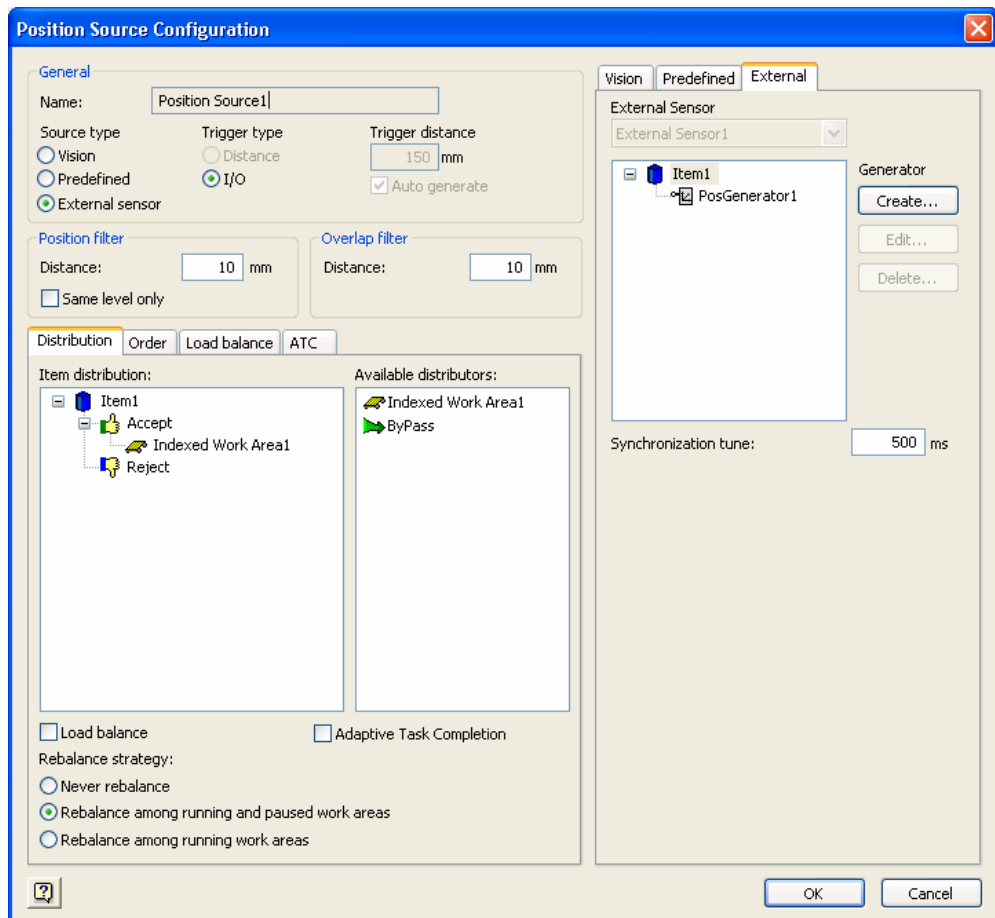 Position Source Configuration
General
Name: Position Source1
Source type Trigger type Trigger distance
Vision Distance 150 mm
Predefined I/O Auto generate
External sensor
Position filter
Distance: 10 mm
Same level only
Overlap filter
Distance: 10 mm
Distribution Order Load balance ATC
Item distribution:
Item1
Accept
Indexed Work Area1
Reject
Available distributors:
Indexed Work Area1
ByPass
Load balance Adaptive Task Completion
Rebalance strategy:
Never rebalance
Rebalance among running and paused work areas
Rebalance among running work areas
Vision Predefined External
External Sensor
External Sensor1
Item1
PosGenerator1
Generator
Create...
Edit...
Delete...
Synchronization tune: 500 ms
OK Cancel